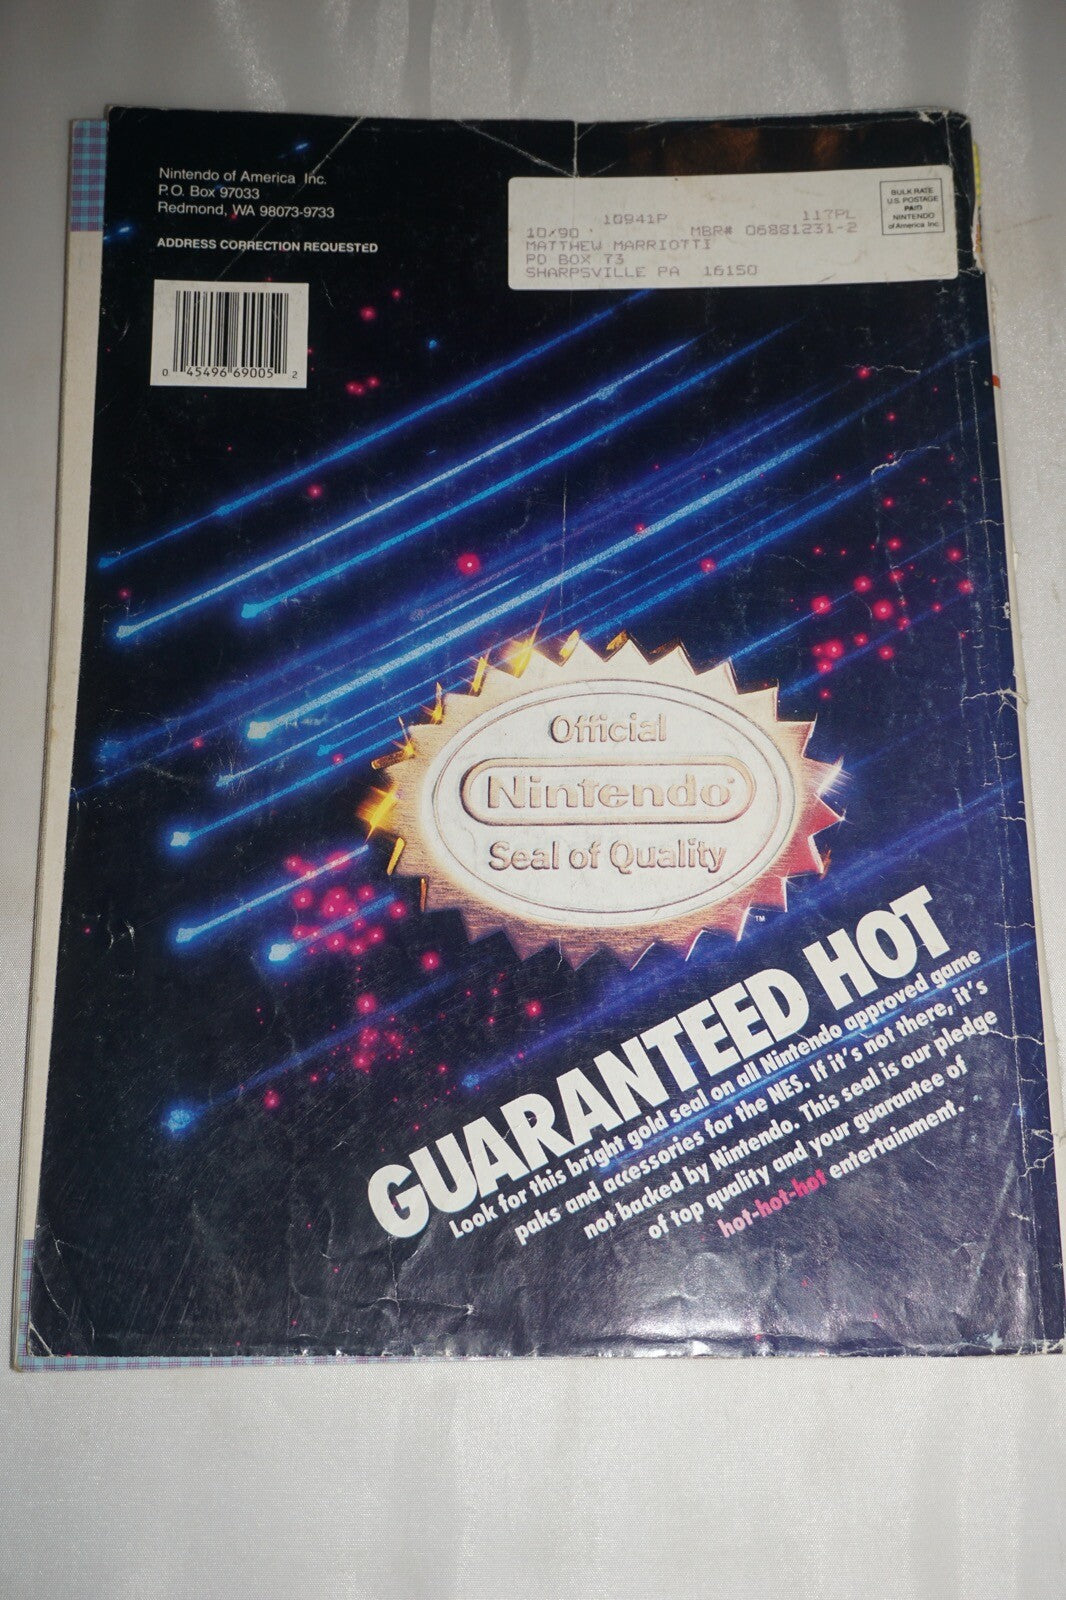 Nintendo of America Inc.
P.O. Box 97033
Redmond, WA 98073-9733
ADDRESS CORRECTION REQUESTED
10941P 117PL
10/90 MBR# 06881231-2
MATTHEW MARRIOTTI
PO BOX 73
SHARPSVILLE PA 16150
BULK RATE
U.S. POSTAGE
PAID
NINTENDO
of America Inc.
0 45496 69005 2
Official
Nintendo
Seal of Quality
TM
GUARANTEED HOT
Look for this bright gold seal on all Nintendo approved game
paks and accessories for the NES. If it's not there, it's
not backed by Nintendo. This seal is our pledge
of top quality and your guarantee of
hot-hot-hot entertainment.